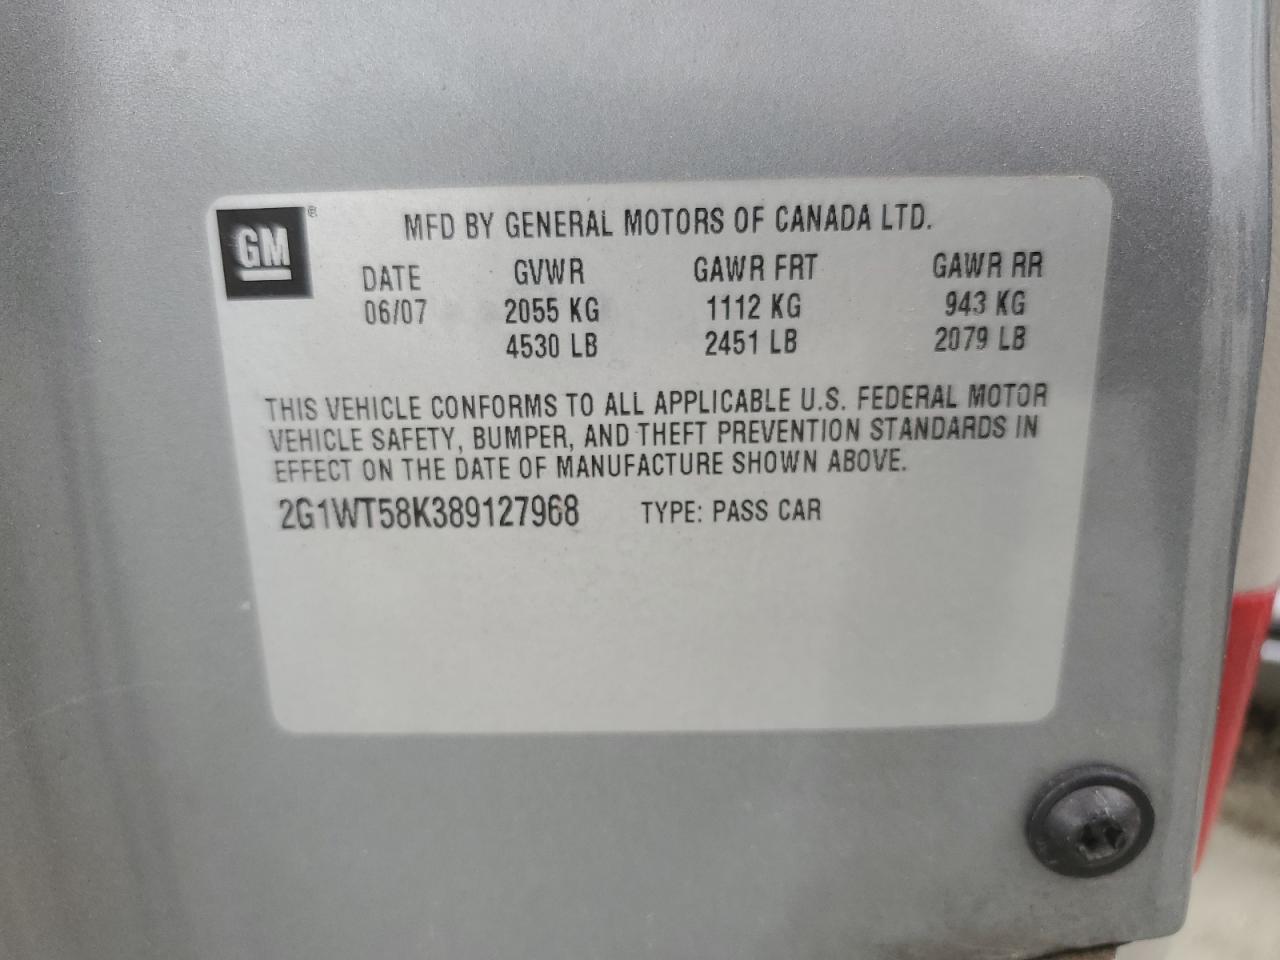 GM®
MFD BY GENERAL MOTORS OF CANADA LTD.
DATE GVWR GAWR FRT GAWR RR
06/07 2055 KG 1112 KG 943 KG
4530 LB 2451 LB 2079 LB
THIS VEHICLE CONFORMS TO ALL APPLICABLE U.S. FEDERAL MOTOR
VEHICLE SAFETY, BUMPER, AND THEFT PREVENTION STANDARDS IN
EFFECT ON THE DATE OF MANUFACTURE SHOWN ABOVE.
2G1WT58K389127968 TYPE: PASS CAR